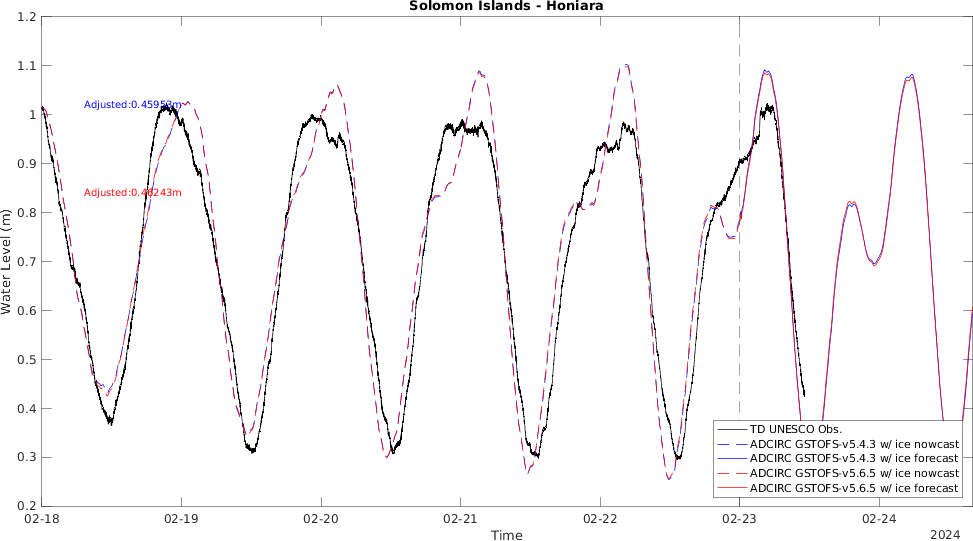 Solomon Islands - Honiara
1.2
1.1
1
0.9
0.8
0.7
0.6
0.5
0.4
0.3
0.2
Water Level (m)
Adjusted:0.45953m
Adjusted:0.46243m
TD UNESCO Obs.
ADCIRC GSTOFS-v5.4.3 w/ ice nowcast
ADCIRC GSTOFS-v5.4.3 w/ ice forecast
ADCIRC GSTOFS-v5.6.5 w/ ice nowcast
ADCIRC GSTOFS-v5.6.5 w/ ice forecast
02-18 02-19 02-20 02-21 02-22 02-23 02-24
Time
2024